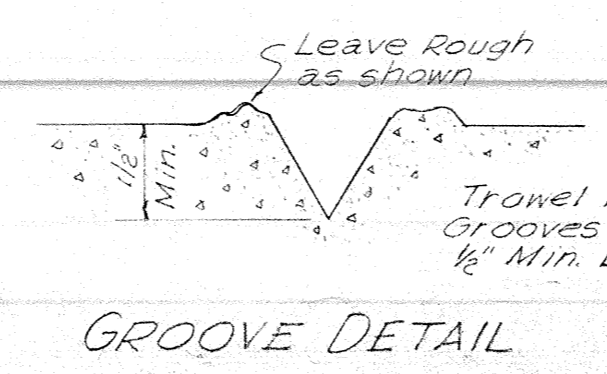 Leave Rough
as shown
1/2"
Min.
Trowel
Grooves
1/2" Min.
GROOVE DETAIL